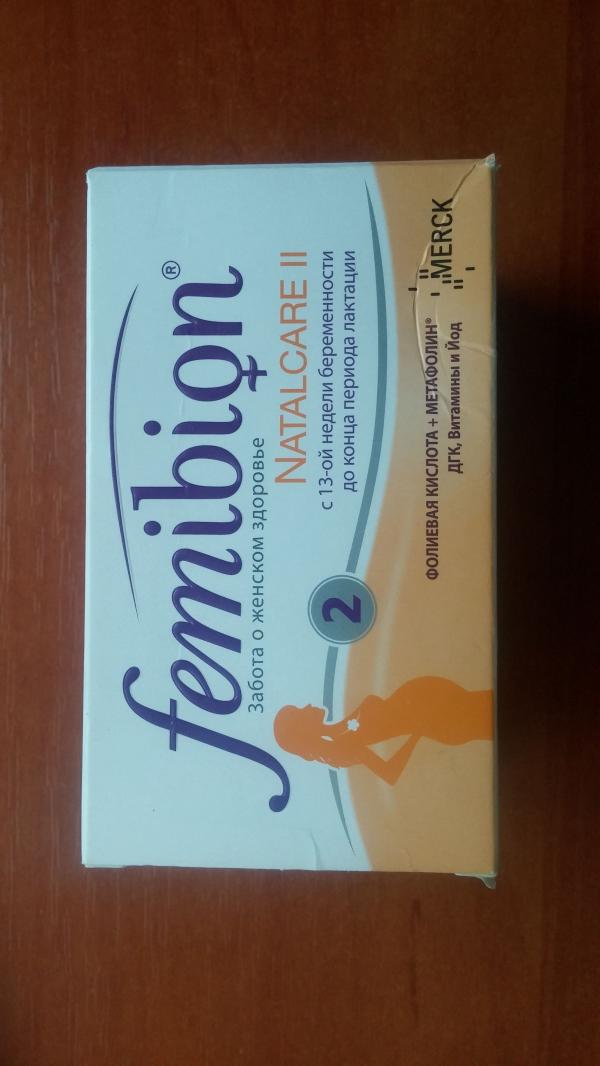 femibion®
Забота о женском здоровье
NATALCARE II
с 13-ой недели беременности
до конца периода лактации
2
ФОЛИЕВАЯ КИСЛОТА + МЕТАФОЛИН®
ДГК, Витамины и Йод
MERCK